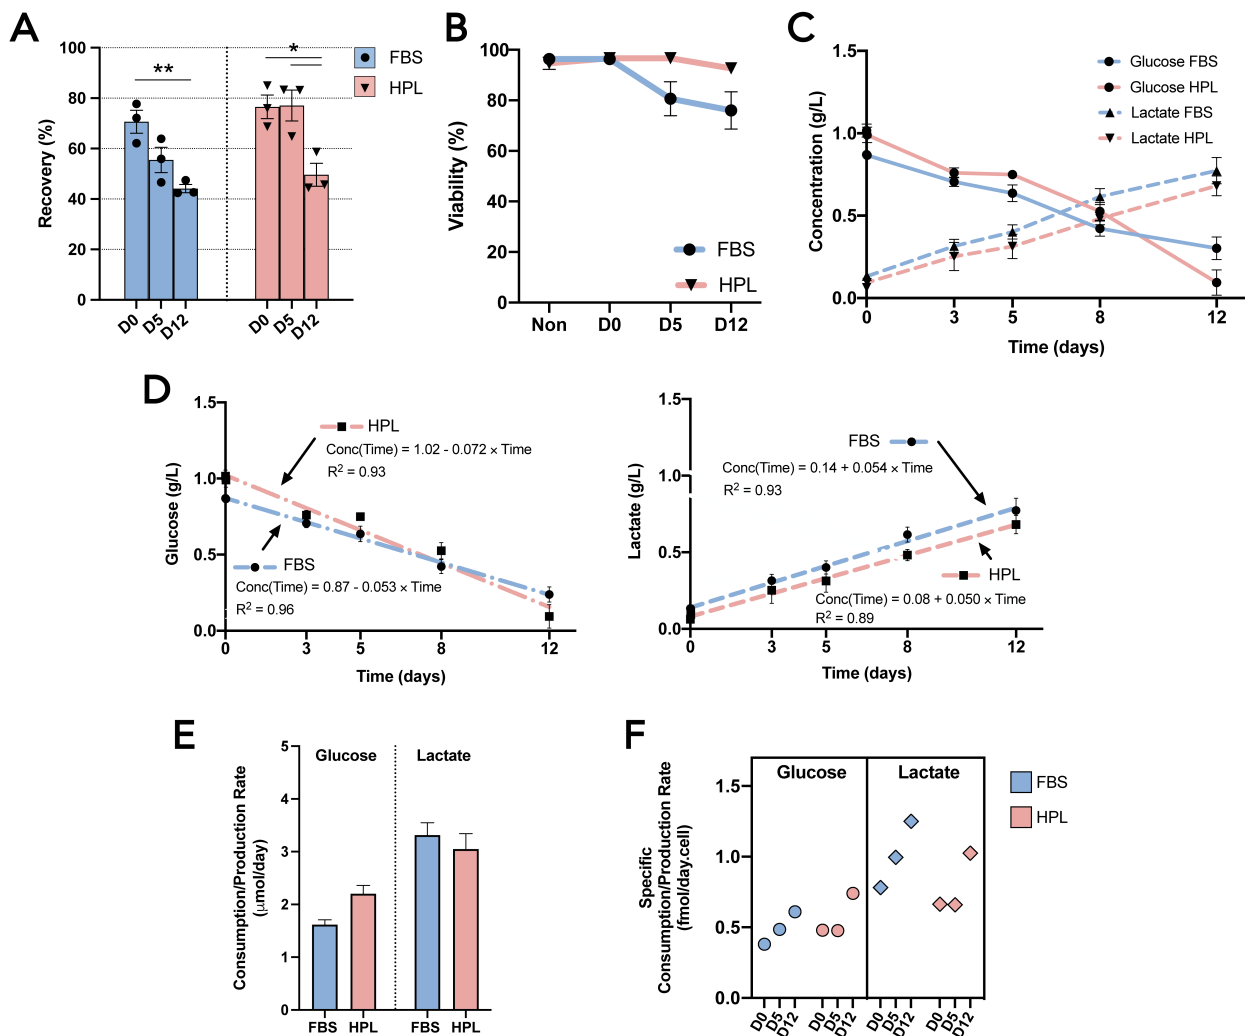 A
100
80
60
40
20
0
Recovery (%)
**
*
FBS
HPL
D0
D5
D12
D0
D5
D12
B
100
80
60
40
20
0
Viability (%)
FBS
HPL
Non
D0
D5
D12
C
1.5
1.0
0.5
0.0
Concentration (g/L)
Glucose FBS
Glucose HPL
Lactate FBS
Lactate HPL
0
3
5
8
12
Time (days)
D
1.5
1.0
0.5
0.0
Glucose (g/L)
HPL
Conc(Time) = 1.02 - 0.072 × Time
R² = 0.93
FBS
Conc(Time) = 0.87 - 0.053 × Time
R² = 0.96
0
3
5
8
12
Time (days)
1.5
1.0
0.5
0.0
Lactate (g/L)
FBS
Conc(Time) = 0.14 + 0.054 × Time
R² = 0.93
HPL
Conc(Time) = 0.08 + 0.050 × Time
R² = 0.89
0
3
5
8
12
Time (days)
E
5
4
3
2
1
0
Consumption/Production Rate
(μmol/day)
Glucose
Lactate
FBS
HPL
FBS
HPL
F
1.5
1.0
0.5
0.0
Specific
Consumption/Production Rate
(fmol/day.cell)
Glucose
Lactate
FBS
HPL
D0
D5
D12
D0
D5
D12
D0
D5
D12
D0
D5
D12